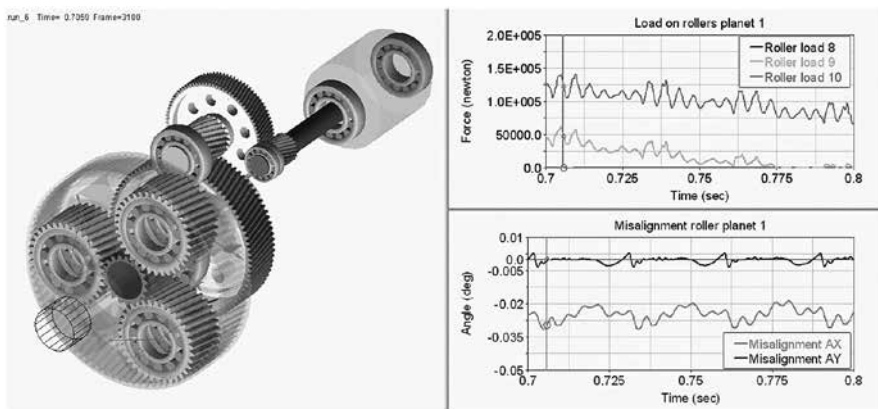 run_6 Time= 0.7059 Frame=3190
Load on rollers planet 1
2.0E+005
1.5E+005
1.0E+005
50000.0
0.0
Force (newton)
Roller load 8
Roller load 9
Roller load 10
0.7 0.725 0.75 0.775 0.8
Time (sec)
Misalignment roller planet 1
0.01
-0.005
-0.02
-0.035
-0.05
Angle (deg)
Misalignment AX
Misalignment AY
0.7 0.725 0.75 0.775 0.8
Time (sec)